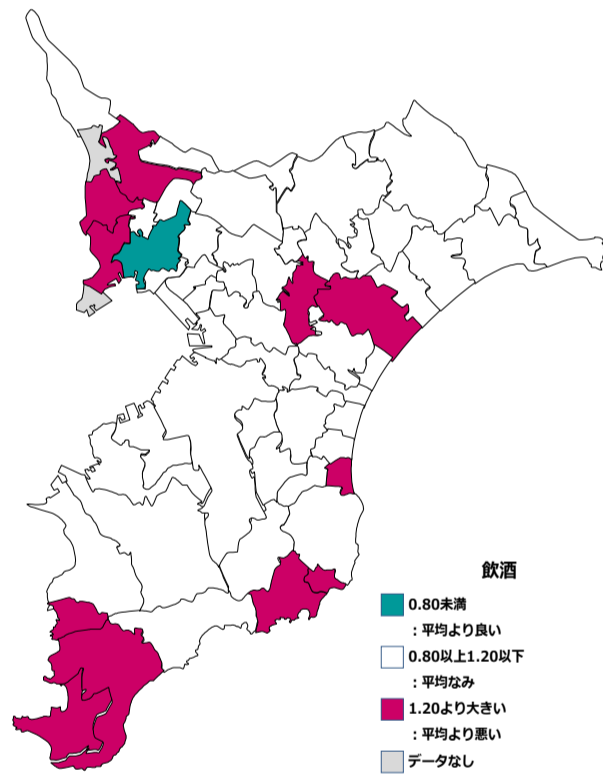 飲酒
0.80未満
：平均より良い
0.80以上1.20以下
：平均なみ
1.20より大きい
：平均より悪い
データなし